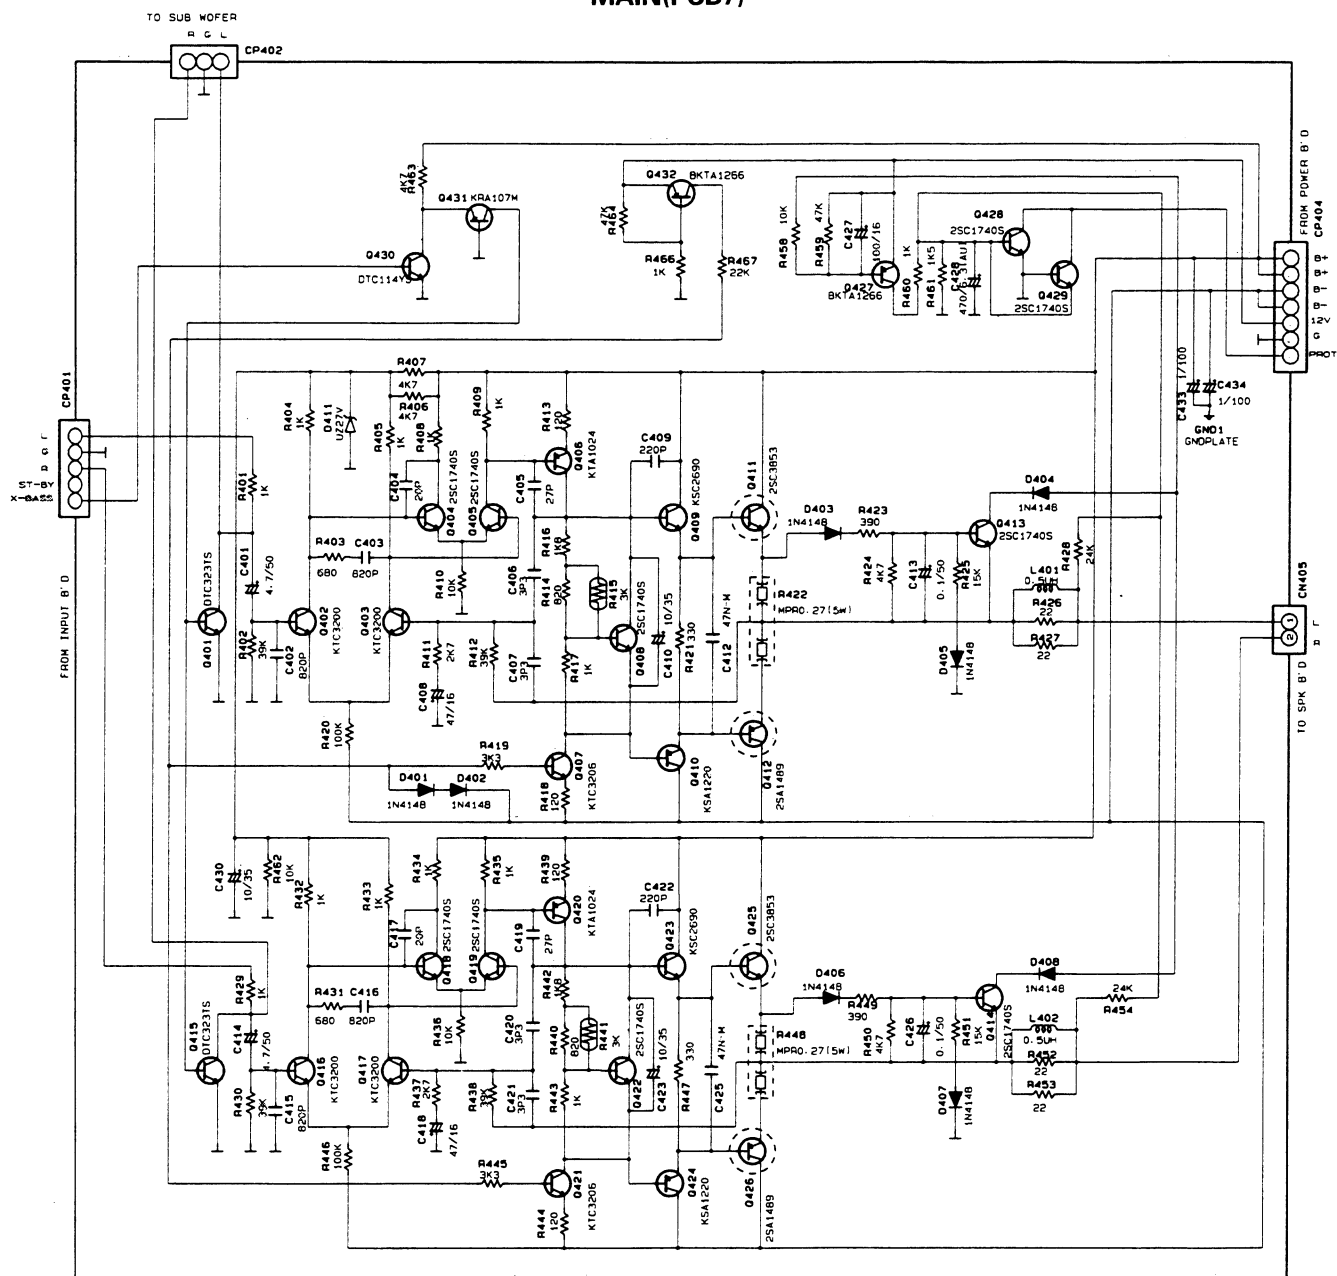 MAIN(PCB7)
TO SUB WOFER
R G L
CP402
FROM POWER B'D
CP404
B+
B+
B-
B-
12V
G
PROT
R463
4K7
Q431 KRA107M
Q430
DTC114YS
Q432
BKTA1266
R464
47K
R466
1K
R467
22K
R458
10K
R459
47K
C427
100/16
Q427
BKTA1266
R460
1K
R461
1K5
C428
Q428
2SC1740S
Q429
2SC1740S
C433
1/100
C434
1/100
GND1
GNDPLATE
CP401
L
G
R
ST-BY
X-BASS
FROM INPUT B'D
R401
1K
R404
1K
D411
UZ27V
R405
1K
R407
4K7
R406
4K7
R408
1K
R409
1K
R413
120
Q406
KTA1024
C409
220P
Q411
2SC3853
KSC2690
Q409
C404
20P
Q404
2SC1740S
Q405
2SC1740S
C405
27P
R403
680
C403
820P
C401
4.7/50
DTC323TS
Q401
R402
39K
C402
820P
Q402
KTC3200
Q403
KTC3200
R410
10K
C406
3P3
R416
1K8
R414
820
R415
3K
2SC1740S
Q408
10/35
C410
R421
330
C412
47N-M
R422
MPR0.27(5W)
R411
2K7
R412
39K
C407
3P3
R417
1K
C408
47/16
R420
100K
R419
3K3
D401
1N4148
D402
1N4148
Q407
KTC3206
R418
120
Q410
KSA1220
Q412
2SA1489
D403
1N4148
R423
390
R424
4K7
C413
0.1/50
R425
15K
Q413
2SC1740S
D404
1N4148
D405
1N4148
L401
0.5UH
R426
22
R427
22
R428
24K
CN405
1
2
L
R
TO SPK B'D
C430
10/35
R462
10K
R432
1K
R433
1K
R434
1K
R435
1K
R439
120
Q420
KTA1024
C422
220P
Q423
KSC2690
Q425
2SC3853
C417
20P
Q418
2SC1740S
Q419
2SC1740S
C419
27P
R429
1K
R431
680
C416
820P
Q415
DTC323TS
C414
4.7/50
R430
39K
C415
820P
Q416
KTC3200
Q417
KTC3200
R436
10K
C420
3P3
R442
1K8
R440
820
R441
3K
2SC1740S
Q422
10/35
C423
330
R447
47N-M
C425
R448
MPR0.27(5W)
R437
2K7
R438
39K
C421
3P3
R443
1K
C418
47/16
R446
100K
R445
3K3
Q421
KTC3206
R444
120
Q424
KSA1220
Q426
2SA1489
D406
1N4148
R449
390
R450
4K7
C426
0.1/50
R451
15K
Q414
2SC1740S
D408
1N4148
D407
1N4148
L402
0.5UH
R452
22
R453
22
24K
R454